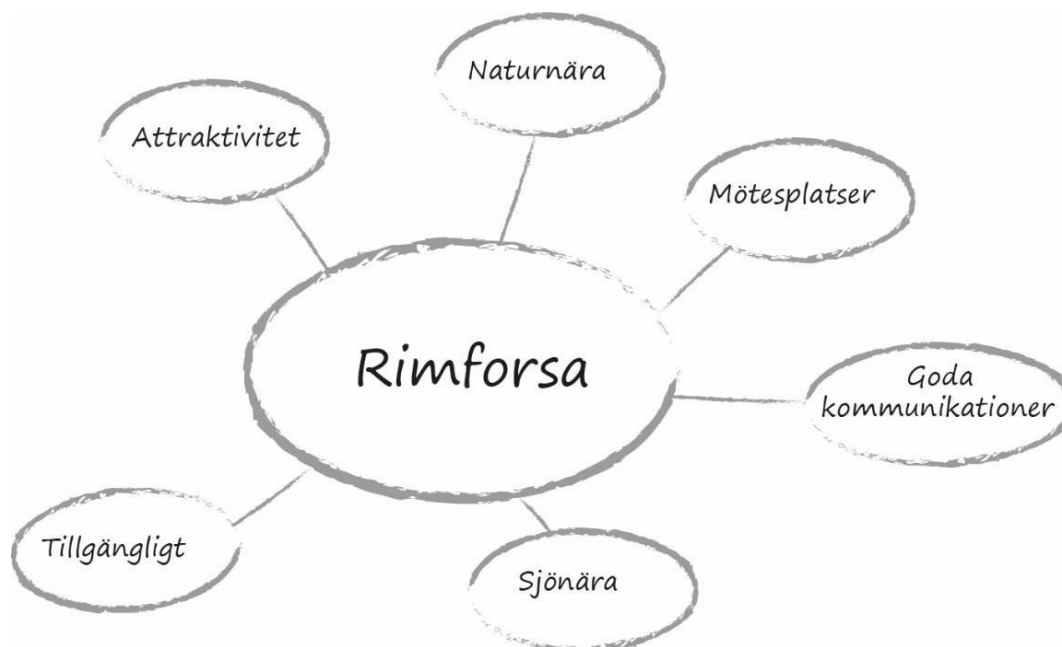 Naturnära
Attraktivitet
Mötesplatser
Rimforsa
Goda
kommunikationer
Tillgängligt
Sjönära